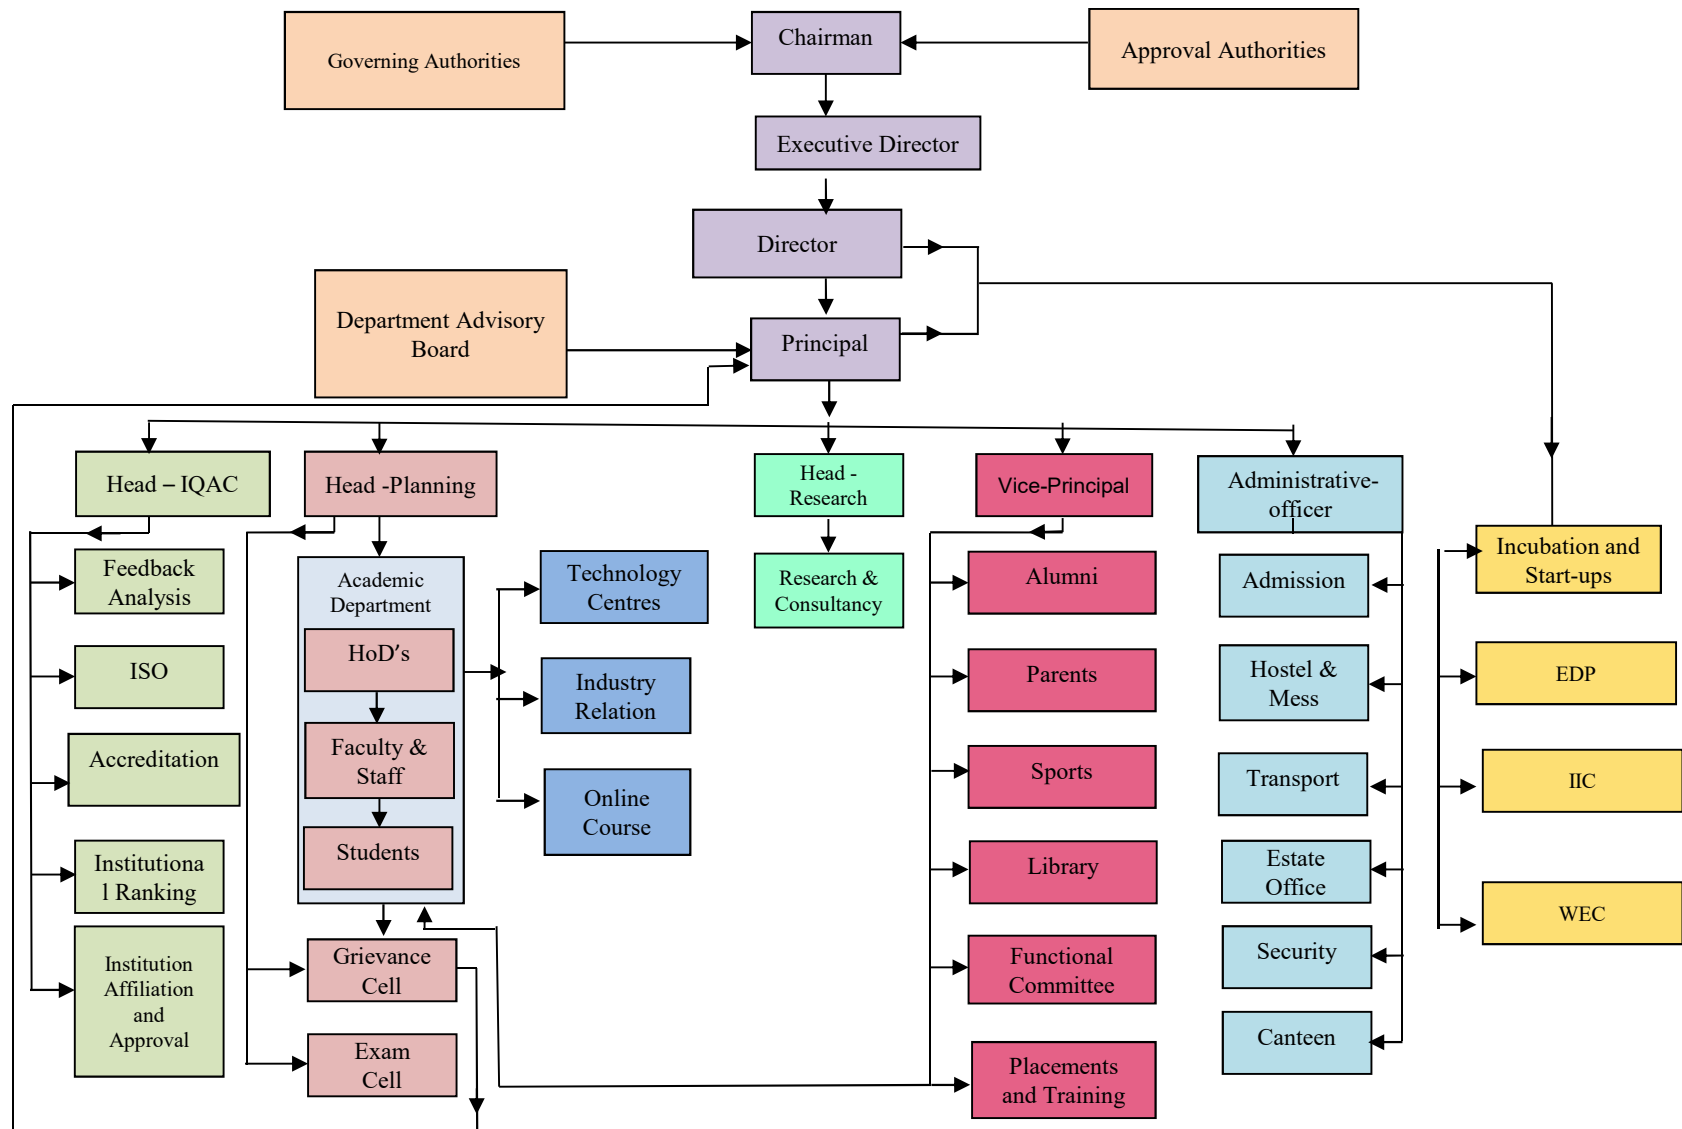 Governing Authorities
Chairman
Approval Authorities
Executive Director
Director
Department Advisory
Board
Principal
Head – IQAC
Head -Planning
Head -
Research
Vice-Principal
Administrative-
officer
Feedback
Analysis
ISO
Accreditation
Institutiona
l Ranking
Institution
Affiliation
and
Approval
Academic
Department
HoD's
Faculty &
Staff
Students
Grievance
Cell
Exam
Cell
Technology
Centres
Industry
Relation
Online
Course
Research &
Consultancy
Alumni
Parents
Sports
Library
Functional
Committee
Placements
and Training
Admission
Hostel &
Mess
Transport
Estate
Office
Security
Canteen
Incubation and
Start-ups
EDP
IIC
WEC